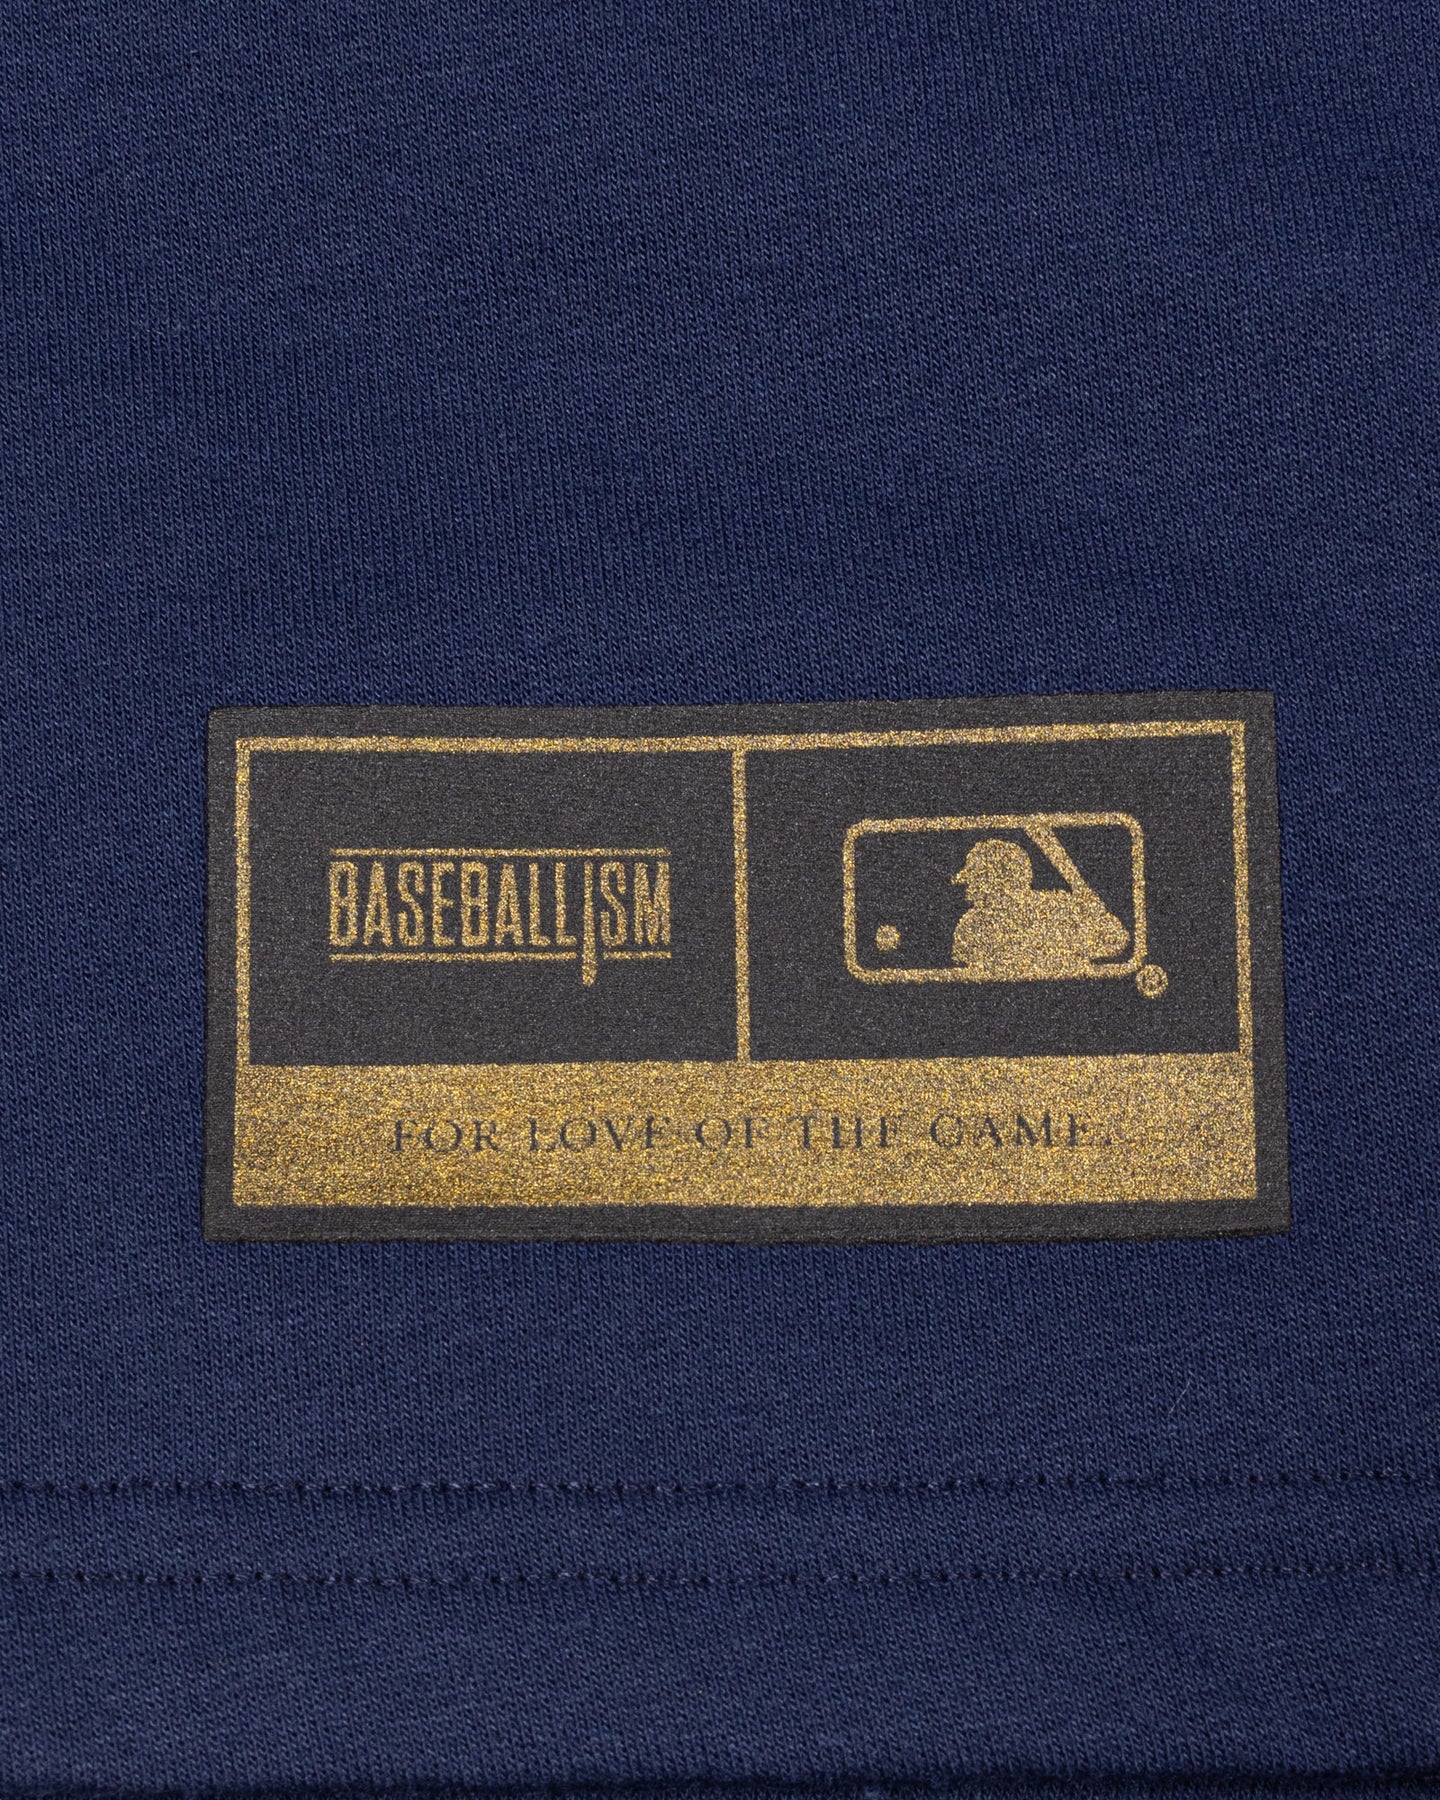 BASEBALLISM
®
FOR LOVE OF THE GAME.